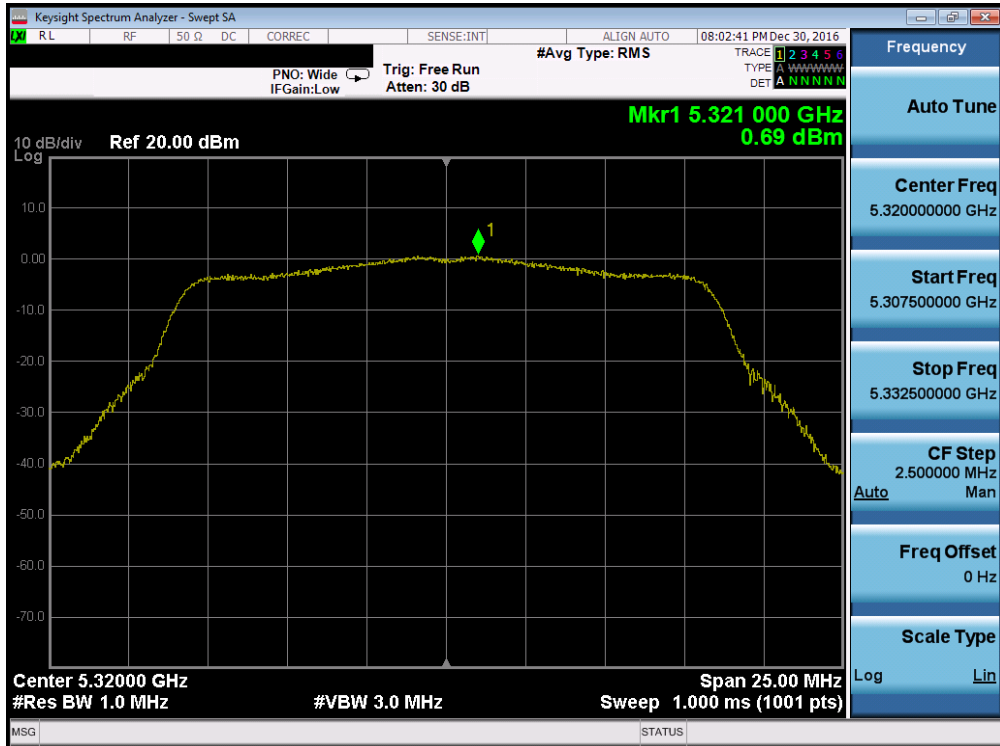 Keysight Spectrum Analyzer - Swept SA
LXI RL RF 50 Ω DC CORREC SENSE:INT ALIGN AUTO 08:02:41 PM Dec 30, 2016
#Avg Type: RMS
TRACE 1 2 3 4 5 6
TYPE A WWWWW
DET A N N N N N
PNO: Wide
IFGain:Low
Trig: Free Run
Atten: 30 dB
Mkr1 5.321 000 GHz
0.69 dBm
10 dB/div Ref 20.00 dBm
Log
1
10.0
0.00
-10.0
-20.0
-30.0
-40.0
-50.0
-60.0
-70.0
Center 5.32000 GHz Span 25.00 MHz
#Res BW 1.0 MHz #VBW 3.0 MHz Sweep 1.000 ms (1001 pts)
MSG STATUS
Frequency
Auto Tune
Center Freq
5.320000000 GHz
Start Freq
5.307500000 GHz
Stop Freq
5.332500000 GHz
CF Step
2.500000 MHz
Auto Man
Freq Offset
0 Hz
Scale Type
Log Lin